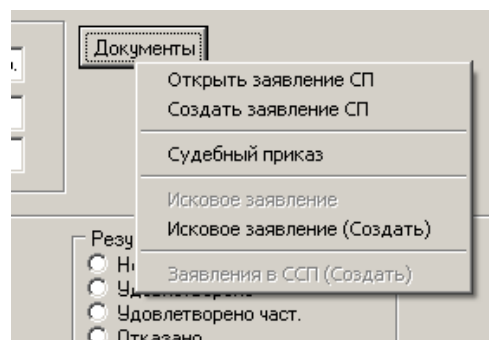 Документы
Открыть заявление СП
Создать заявление СП
Судебный приказ
Исковое заявление
Исковое заявление (Создать)
Заявления в ССП (Создать)
Удовлетворено част.
Отказано